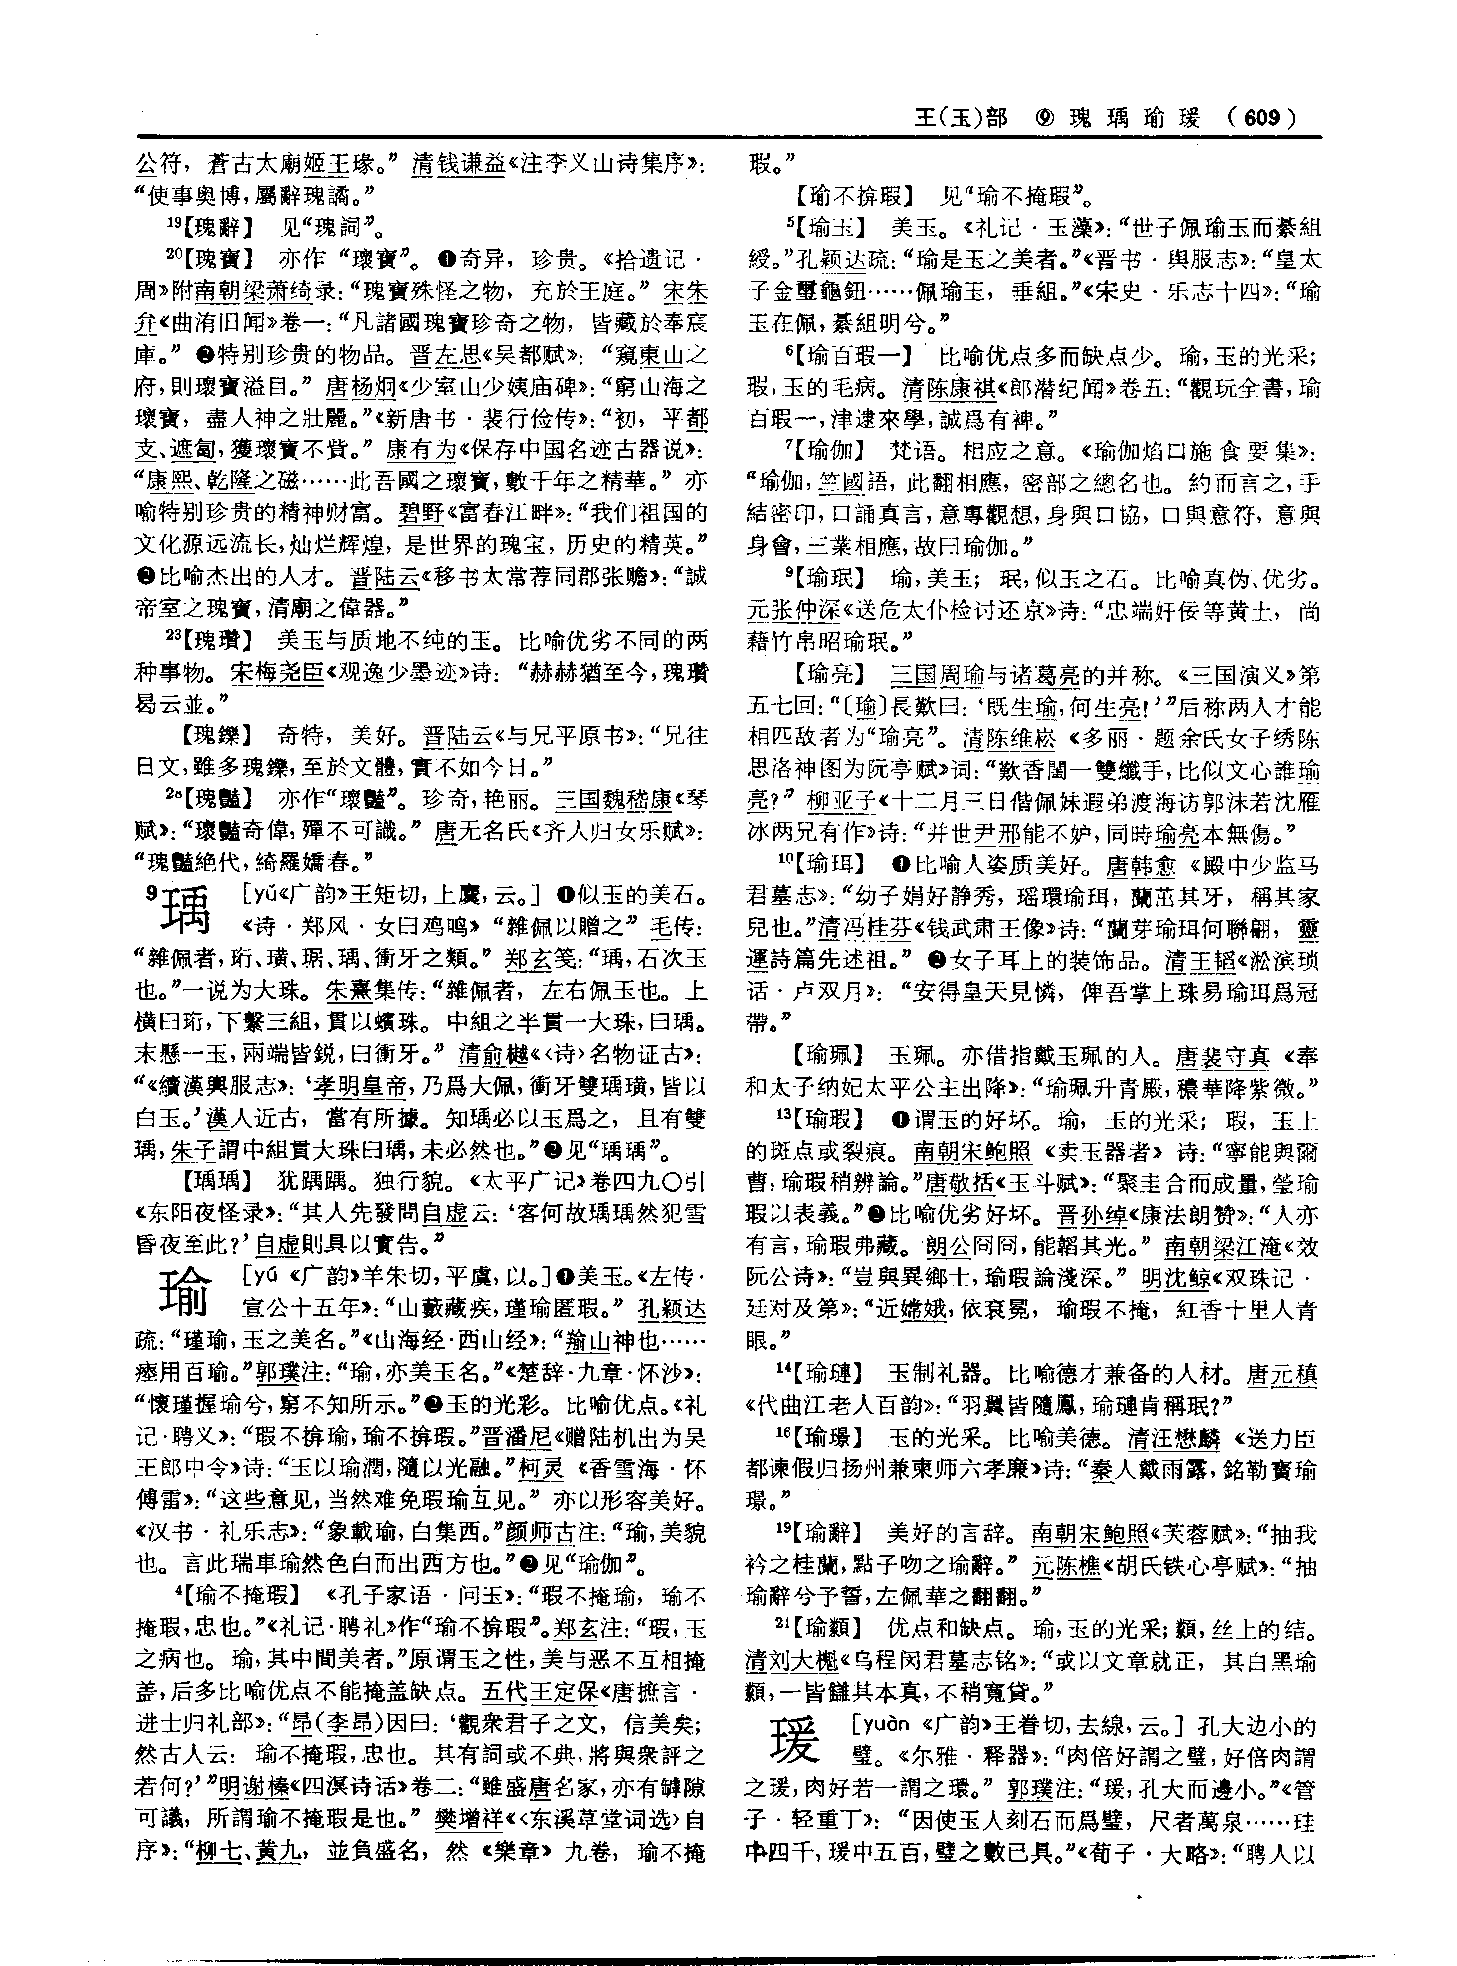 王(玉)部 ⑨ 瑰 瑀 瑜 瑗 (609)
公符，蒼古太廟姬王瑑。”清钱谦益《注李义山诗集序》：
“使事奥博，屬辭瑰譎。”
19【瑰辭】 见“瑰詞”。
20【瑰寶】 亦作“瓌寶”。❶奇异，珍贵。《拾遗记·
周》附南朝梁萧绮录：“瑰寶殊怪之物，充於王庭。”宋朱
弁《曲洧旧闻》卷一：“凡諸國瑰寶珍奇之物，皆藏於奉宸
庫。”❷特别珍贵的物品。晋左思《吴都赋》：“窺東山之
府，則瓌寶溢目。”唐杨炯《少室山少姨庙碑》：“窮山海之
瓌寶，盡人神之壯麗。”《新唐书·裴行俭传》：“初，平都
支、遮匐，獲瓌寶不貲。”康有为《保存中国名迹古器说》：
“康熙、乾隆之磁……此吾國之瓌寶，數千年之精華。”亦
喻特别珍贵的精神财富。碧野《富春江畔》：“我们祖国的
文化源远流长，灿烂辉煌，是世界的瑰宝，历史的精英。”
❸比喻杰出的人才。晋陆云《移书太常荐同郡张赡》：“誠
帝室之瑰寶，清廟之偉器。”
23【瑰瓚】 美玉与质地不纯的玉。比喻优劣不同的两
种事物。宋梅尧臣《观逸少墨迹》诗：“赫赫猶至今，瑰瓚
曷云並。”
【瑰鑠】 奇特，美好。晋陆云《与兄平原书》：“兄往
日文，雖多瑰鑠，至於文體，實不如今日。”
28【瑰豔】 亦作“瓌豔”。珍奇，艳丽。三国魏嵇康《琴
赋》：“瓌豔奇偉，殫不可識。”唐无名氏《齐人归女乐赋》：
“瑰豔絶代，綺羅嬌春。”
9瑀 [yǔ《广韵》王矩切，上麌，云。] ❶似玉的美石。
《诗·郑风·女曰鸡鸣》“雜佩以贈之”毛传：
“雜佩者，珩、璜、琚、瑀、衝牙之類。”郑玄笺：“瑀，石次玉
也。”一说为大珠。朱熹集传：“雜佩者，左右佩玉也。上
横曰珩，下繫三組，貫以蠙珠。中組之半貫一大珠，曰瑀。
末懸一玉，兩端皆鋭，曰衝牙。”清俞樾《〈诗〉名物证古》：
“《續漢輿服志》：‘孝明皇帝，乃爲大佩，衝牙雙瑀璜，皆以
白玉。’漢人近古，當有所據。知瑀必以玉爲之，且有雙
瑀，朱子謂中組貫大珠曰瑀，未必然也。”❷见“瑀瑀”。
【瑀瑀】 犹踽踽。独行貌。《太平广记》卷四九〇引
《东阳夜怪录》：“其人先發問自虚云：‘客何故瑀瑀然犯雪
昏夜至此？’自虚則具以實告。”
瑜 [yú《广韵》羊朱切，平虞，以。]❶美玉。《左传·
宣公十五年》：“山藪藏疾，瑾瑜匿瑕。”孔颖达
疏：“瑾瑜，玉之美名。”《山海经·西山经》：“羭山神也……
瘞用百瑜。”郭璞注：“瑜，亦美玉名。”《楚辞·九章·怀沙》：
“懷瑾握瑜兮，窮不知所示。”❷玉的光彩。比喻优点。《礼
记·聘义》：“瑕不揜瑜，瑜不揜瑕。”晋潘尼《赠陆机出为吴
王郎中令》诗：“玉以瑜潤，隨以光融。”柯灵《香雪海·怀
傅雷》：“这些意见，当然难免瑕瑜互见。”亦以形容美好。
《汉书·礼乐志》：“象載瑜，白集西。”颜师古注：“瑜，美貌
也。言此瑞車瑜然色白而出西方也。”❸见“瑜伽”。
4【瑜不掩瑕】 《孔子家语·问玉》：“瑕不掩瑜，瑜不
掩瑕，忠也。”《礼记·聘礼》作“瑜不揜瑕”。郑玄注：“瑕，玉
之病也。瑜，其中間美者。”原谓玉之性，美与恶不互相掩
盖，后多比喻优点不能掩盖缺点。五代王定保《唐摭言·
进士归礼部》：“昂(李昂)因曰：‘觀衆君子之文，信美矣；
然古人云：瑜不掩瑕，忠也。其有詞或不典，將與衆評之
若何？’”明谢榛《四溟诗话》卷二：“雖盛唐名家，亦有罅隙
可議，所謂瑜不掩瑕是也。”樊增祥《〈东溪草堂词选〉自
序》：“柳七、黄九，並負盛名，然《樂章》九卷，瑜不掩
瑕。”
【瑜不揜瑕】 见“瑜不掩瑕”。
5【瑜玉】 美玉。《礼记·玉藻》：“世子佩瑜玉而綦組
綬。”孔颖达疏：“瑜是玉之美者。”《晋书·舆服志》：“皇太
子金璽龜鈕……佩瑜玉，垂組。”《宋史·乐志十四》：“瑜
玉在佩，綦組明兮。”
6【瑜百瑕一】 比喻优点多而缺点少。瑜，玉的光采；
瑕，玉的毛病。清陈康祺《郎潜纪闻》卷五：“觀玩全書，瑜
百瑕一，津逮來學，誠爲有裨。”
7【瑜伽】 梵语。相应之意。《瑜伽焰口施食要集》：
“瑜伽，竺國語，此翻相應，密部之總名也。約而言之，手
結密印，口誦真言，意專觀想，身與口協，口與意符，意與
身會，三業相應，故曰瑜伽。”
9【瑜珉】 瑜，美玉；珉，似玉之石。比喻真伪、优劣。
元张仲深《送危太仆检讨还京》诗：“忠端奸佞等黄土，尚
藉竹帛昭瑜珉。”
【瑜亮】 三国周瑜与诸葛亮的并称。《三国演义》第
五七回：“〔瑜〕長歎曰：‘既生瑜，何生亮！’”后称两人才能
相匹敌者为“瑜亮”。清陈维崧《多丽·题余氏女子绣陈
思洛神图为阮亭赋》词：“歎香閨一雙纖手，比似文心誰瑜
亮？”柳亚子《十二月三日偕佩妹遐弟渡海访郭沫若沈雁
冰两兄有作》诗：“并世尹邢能不妒，同時瑜亮本無傷。”
10【瑜珥】 ❶比喻人姿质美好。唐韩愈《殿中少监马
君墓志》：“幼子娟好静秀，瑶環瑜珥，蘭茁其牙，稱其家
兒也。”清冯桂芬《钱武肃王像》诗：“蘭芽瑜珥何聯翩，靈
運詩篇先述祖。”❷女子耳上的装饰品。清王韬《淞滨琐
话·卢双月》：“安得皇天見憐，俾吾掌上珠易瑜珥爲冠
帶。”
【瑜珮】 玉珮。亦借指戴玉珮的人。唐裴守真《奉
和太子纳妃太平公主出降》：“瑜珮升青殿，穠華降紫微。”
13【瑜瑕】 ❶谓玉的好坏。瑜，玉的光采；瑕，玉上
的斑点或裂痕。南朝宋鲍照《卖玉器者》诗：“寧能與爾
曹，瑜瑕稍辨論。”唐敬括《玉斗赋》：“聚圭合而成量，瑩瑜
瑕以表義。”❷比喻优劣好坏。晋孙绰《康法朗赞》：“人亦
有言，瑜瑕弗藏。朗公冏冏，能韜其光。”南朝梁江淹《效
阮公诗》：“豈與異鄉士，瑜瑕論淺深。”明沈鲸《双珠记·
廷对及第》：“近嫦娥，依衮冕，瑜瑕不掩，紅香十里人青
眼。”
14【瑜璉】 玉制礼器。比喻德才兼备的人材。唐元稹
《代曲江老人百韵》：“羽翼皆隨鳳，瑜璉肯稱珉？”
16【瑜璟】 玉的光采。比喻美德。清汪懋麟《送力臣
都谏假归扬州兼柬师六孝廉》诗：“秦人戴雨露，銘勒寶瑜
璟。”
19【瑜辭】 美好的言辞。南朝宋鲍照《芙蓉赋》：“抽我
衿之桂蘭，點子吻之瑜辭。”元陈樵《胡氏铁心亭赋》：“抽
瑜辭兮予誓，左佩華之翻翻。”
21【瑜纇】 优点和缺点。瑜，玉的光采；纇，丝上的结。
清刘大櫆《乌程闵君墓志铭》：“或以文章就正，其白黑瑜
纇，一皆讎其本真，不稍寬貸。”
瑗 [yuàn《广韵》王眷切，去線，云。] 孔大边小的
璧。《尔雅·释器》：“肉倍好謂之璧，好倍肉謂
之瑗，肉好若一謂之環。”郭璞注：“瑗，孔大而邊小。”《管
子·轻重丁》：“因使玉人刻石而爲璧，尺者萬泉……珪
中四千，瑗中五百，璧之數已具。”《荀子·大略》：“聘人以